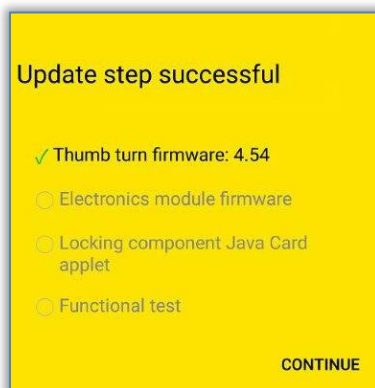 Update step successful
Thumb turn firmware: 4.54
Electronics module firmware
Locking component Java Card
applet
Functional test
CONTINUE